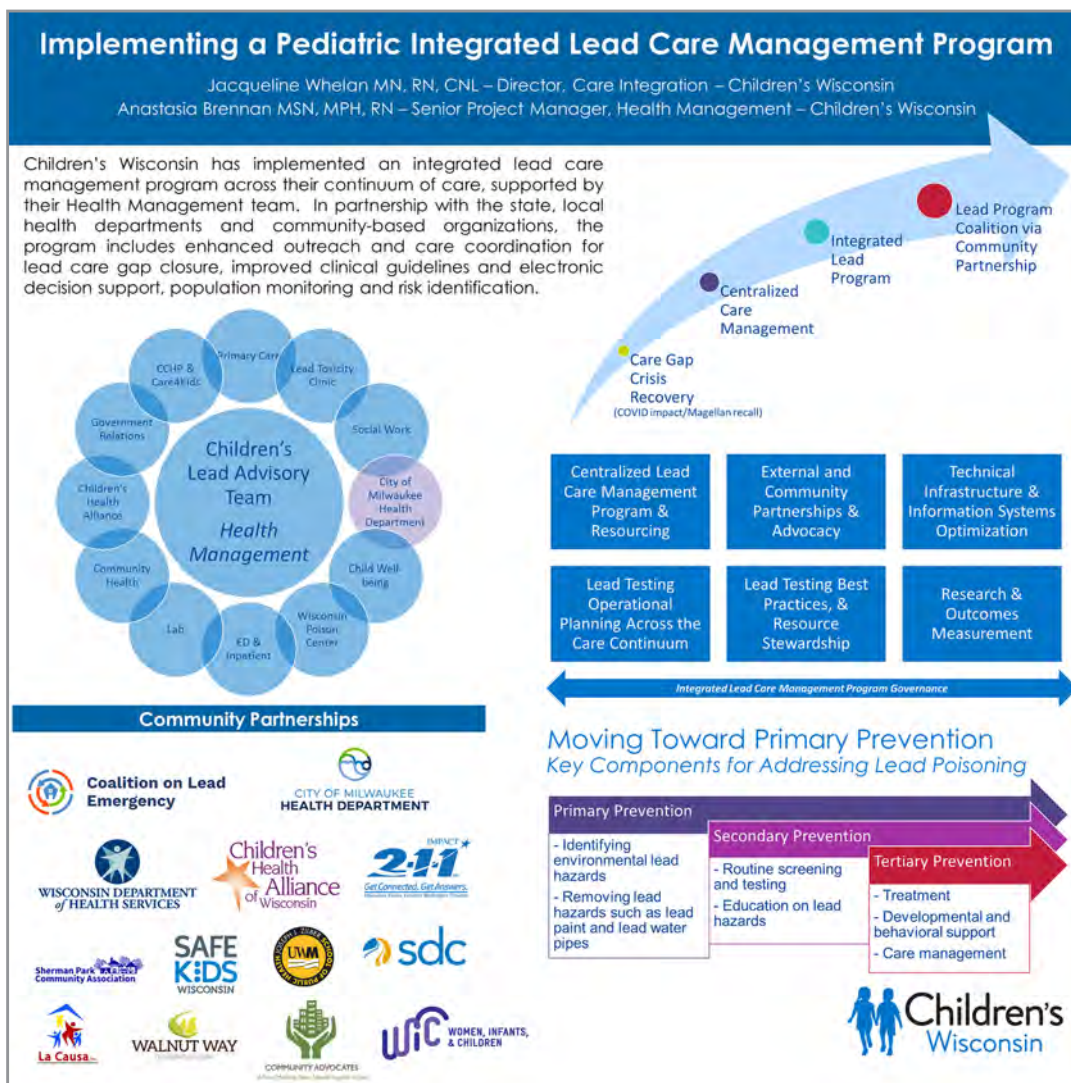 Implementing a Pediatric Integrated Lead Care Management Program
Jacqueline Whelan MN, RN, CNL – Director, Care Integration – Children's Wisconsin
Anastasia Brennan MSN, MPH, RN – Senior Project Manager, Health Management – Children's Wisconsin
Children's Wisconsin has implemented an integrated lead care
management program across their continuum of care, supported by
their Health Management team. In partnership with the state, local
health departments and community-based organizations, the
program includes enhanced outreach and care coordination for
lead care gap closure, improved clinical guidelines and electronic
decision support, population monitoring and risk identification.
Lead Program
Coalition via
Community
Partnership
Integrated
Lead
Program
Centralized
Care
Management
Care Gap
Crisis
Recovery
(COVID impact/Magellan recall)
Primary Care
Lead Toxicity
Clinic
Social Work
City of
Milwaukee
Health
Department
Child Well-
being
Wisconsin
Poison
Center
ED &
Inpatient
Lab
Community
Health
Children's
Health
Alliance
Government
Relations
CCHP &
Care4Kids
Children's
Lead Advisory
Team
Health
Management
Centralized Lead
Care Management
Program &
Resourcing
External and
Community
Partnerships &
Advocacy
Technical
Infrastructure &
Information Systems
Optimization
Lead Testing
Operational
Planning Across the
Care Continuum
Lead Testing Best
Practices, &
Resource
Stewardship
Research &
Outcomes
Measurement
Integrated Lead Care Management Program Governance
Community Partnerships
Coalition on Lead
Emergency
CITY OF MILWAUKEE
HEALTH DEPARTMENT
WISCONSIN DEPARTMENT
of HEALTH SERVICES
Children's
Health
Alliance
of Wisconsin
IMPACT
2-1-1
Get Connected. Get Answers.
Sherman Park
Community Association
SAFE
KIDS
WISCONSIN
JOSEPH J. ZILBER SCHOOL OF PUBLIC HEALTH
UWM
sdc
La Causa
WALNUT WAY
COMMUNITY ADVOCATES
WIC
WOMEN, INFANTS,
& CHILDREN
Moving Toward Primary Prevention
Key Components for Addressing Lead Poisoning
Primary Prevention
- Identifying
environmental lead
hazards
- Removing lead
hazards such as lead
paint and lead water
pipes
Secondary Prevention
- Routine screening
and testing
- Education on lead
hazards
Tertiary Prevention
- Treatment
- Developmental and
behavioral support
- Care management
Children's
Wisconsin